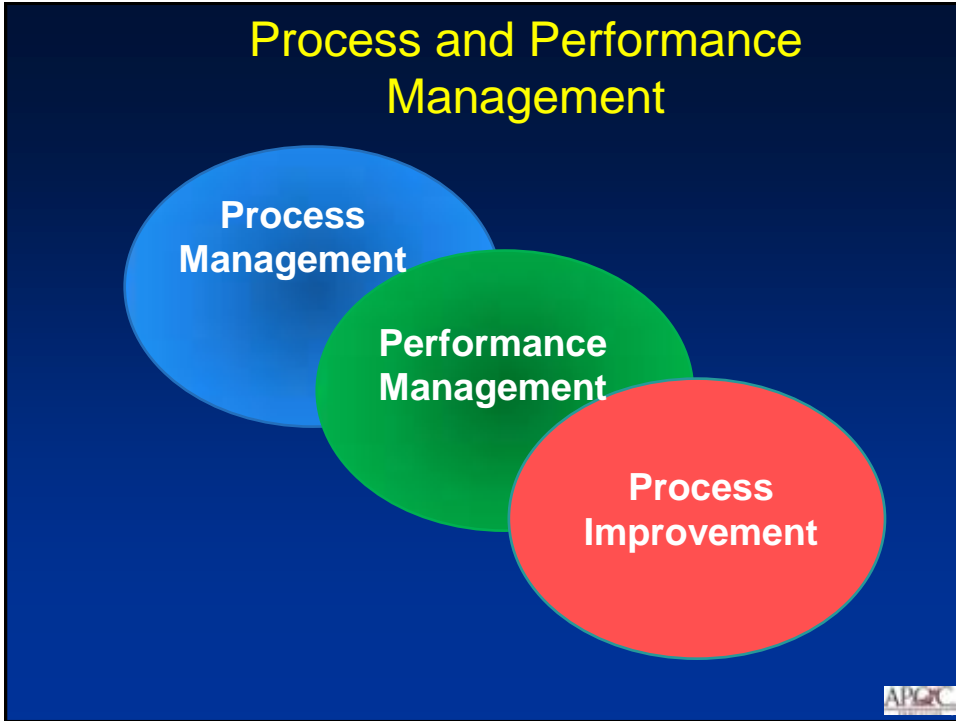 Process and Performance
Management
Process
Management
Performance
Management
Process
Improvement
APQC